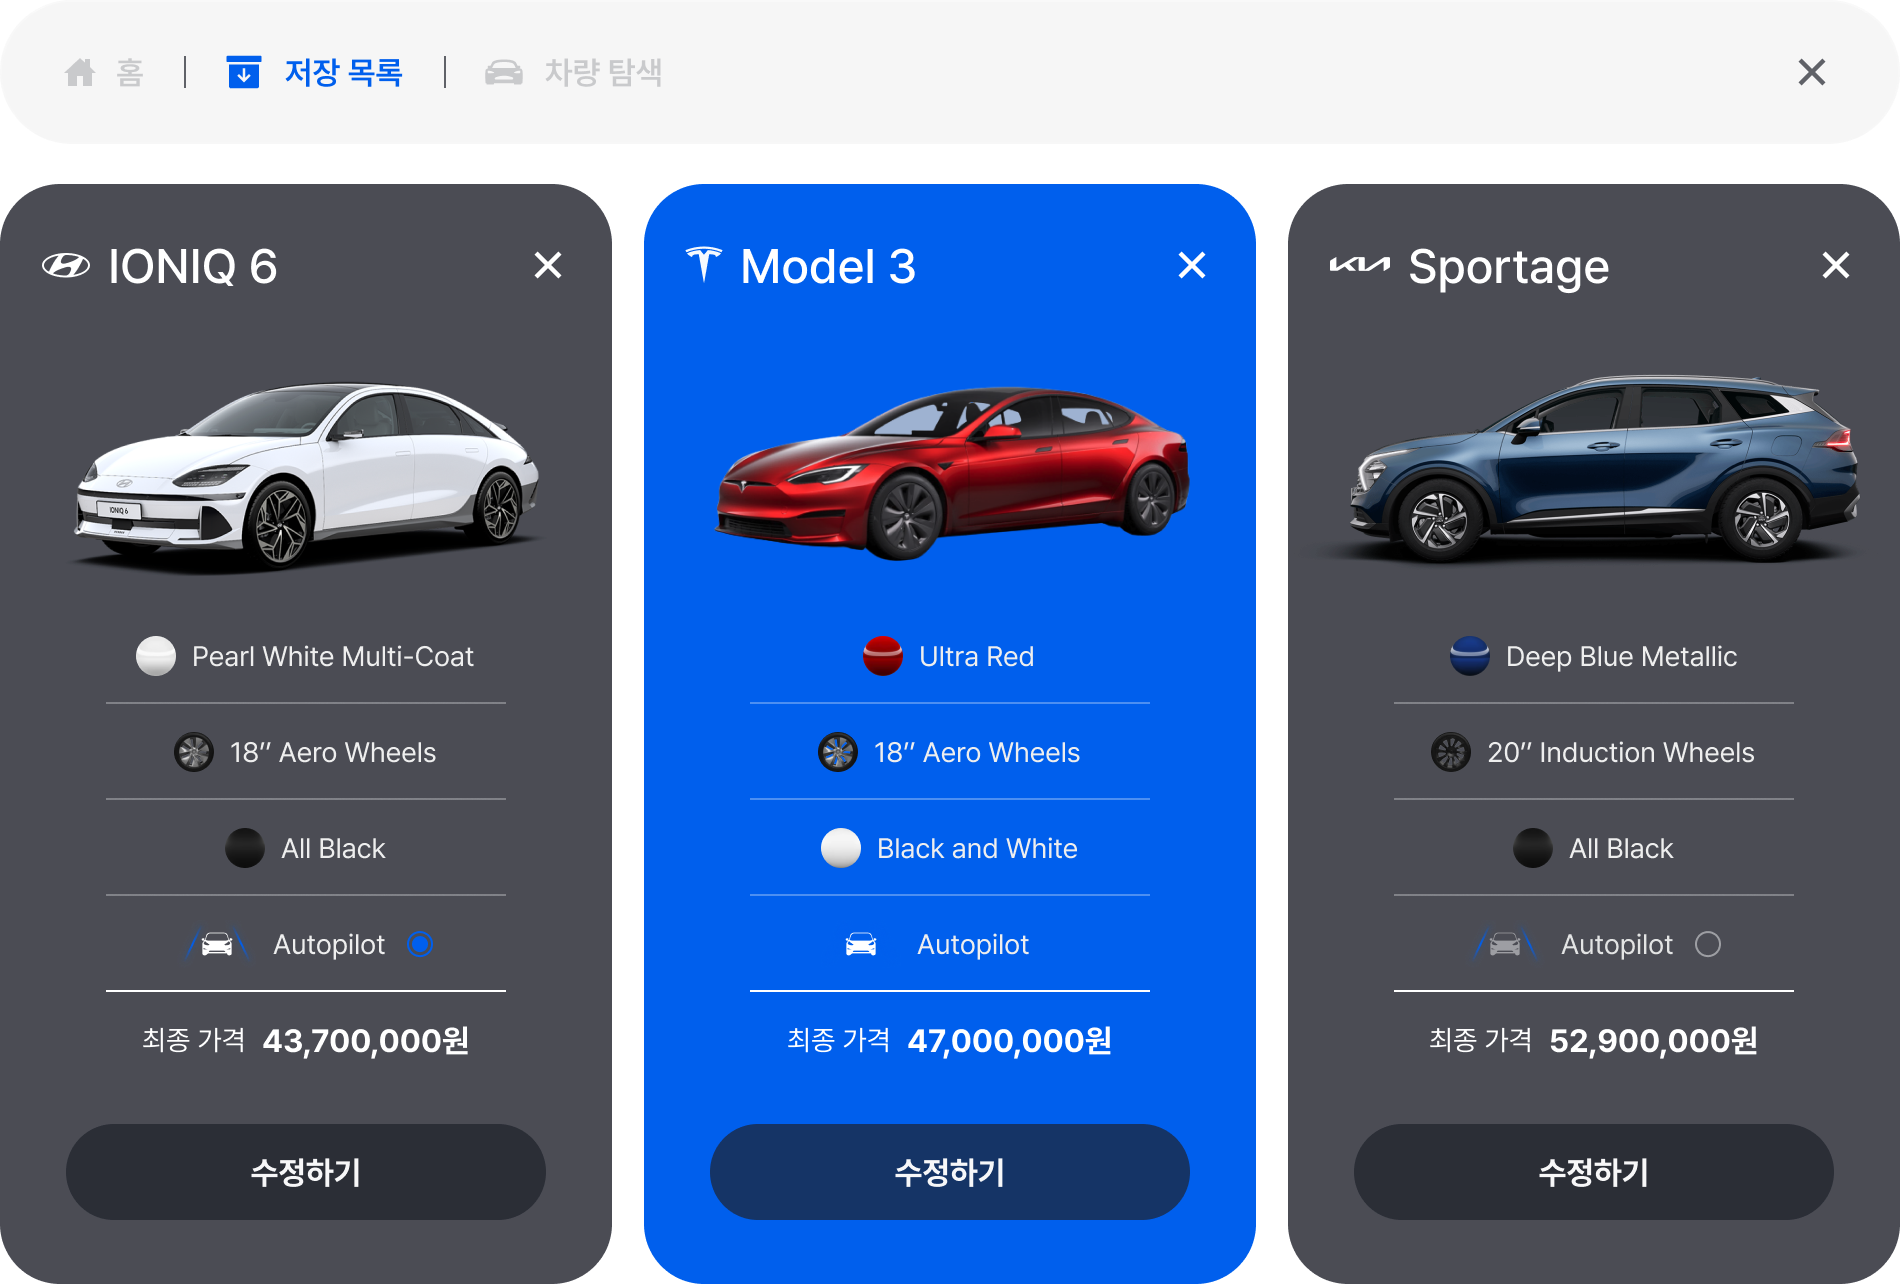 홈
저장 목록
차량 탐색
IONIQ 6
Model 3
KIA Sportage
IONIQ 6
Pearl White Multi-Coat
Ultra Red
Deep Blue Metallic
18’’ Aero Wheels
18’’ Aero Wheels
20’’ Induction Wheels
All Black
Black and White
All Black
Autopilot
Autopilot
Autopilot
최종 가격 43,700,000원
최종 가격 47,000,000원
최종 가격 52,900,000원
수정하기
수정하기
수정하기